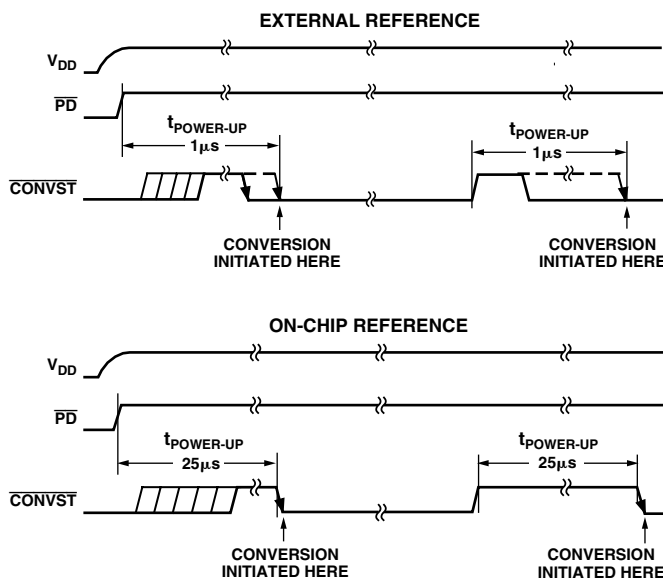 EXTERNAL REFERENCE
VDD
PD
tPOWER-UP
1µs
tPOWER-UP
1µs
CONVST
CONVERSION
INITIATED HERE
CONVERSION
INITIATED HERE
ON-CHIP REFERENCE
VDD
PD
tPOWER-UP
25µs
tPOWER-UP
25µs
CONVST
CONVERSION
INITIATED HERE
CONVERSION
INITIATED HERE